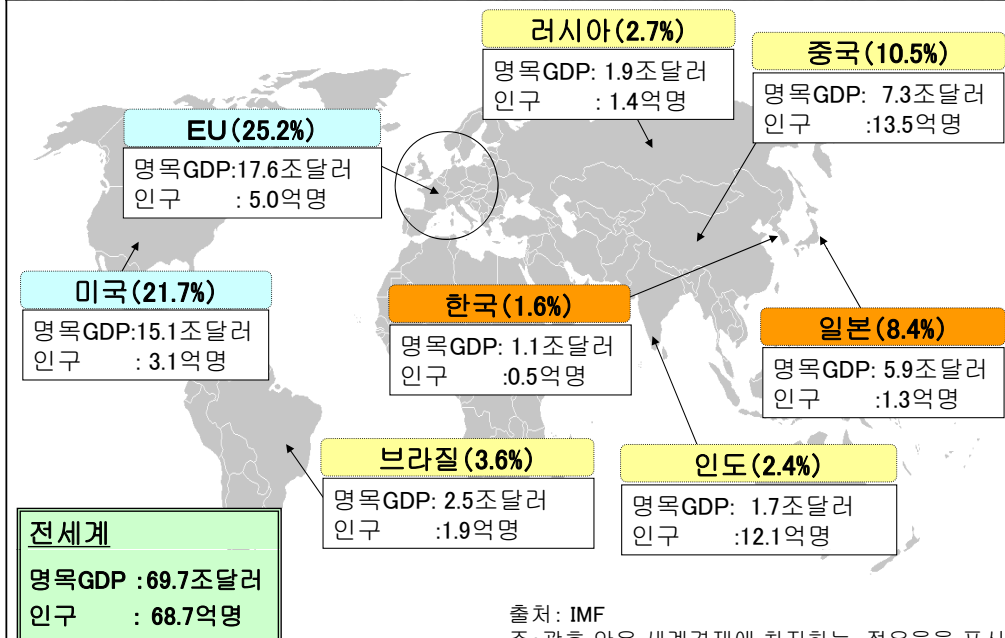 러시아(2.7%)
명목GDP: 1.9조달러
인구 : 1.4억명
중국(10.5%)
명목GDP: 7.3조달러
인구 :13.5억명
EU(25.2%)
명목GDP:17.6조달러
인구 : 5.0억명
미국(21.7%)
명목GDP:15.1조달러
인구 : 3.1억명
한국(1.6%)
명목GDP: 1.1조달러
인구 :0.5억명
일본(8.4%)
명목GDP: 5.9조달러
인구 :1.3억명
브라질(3.6%)
명목GDP: 2.5조달러
인구 :1.9억명
인도(2.4%)
명목GDP: 1.7조달러
인구 :12.1억명
전세계
명목GDP :69.7조달러
인구 : 68.7억명
출처: IMF